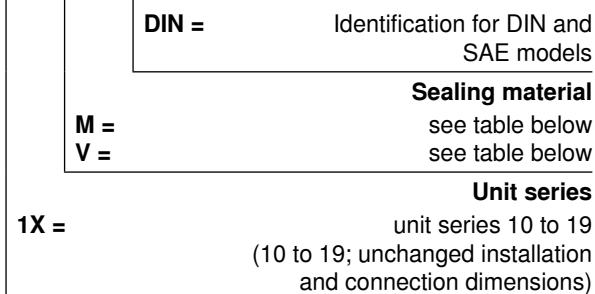 DIN = Identification for DIN and
SAE models
Sealing material
M = see table below
V = see table below
Unit series
1X = unit series 10 to 19
(10 to 19; unchanged installation
and connection dimensions)